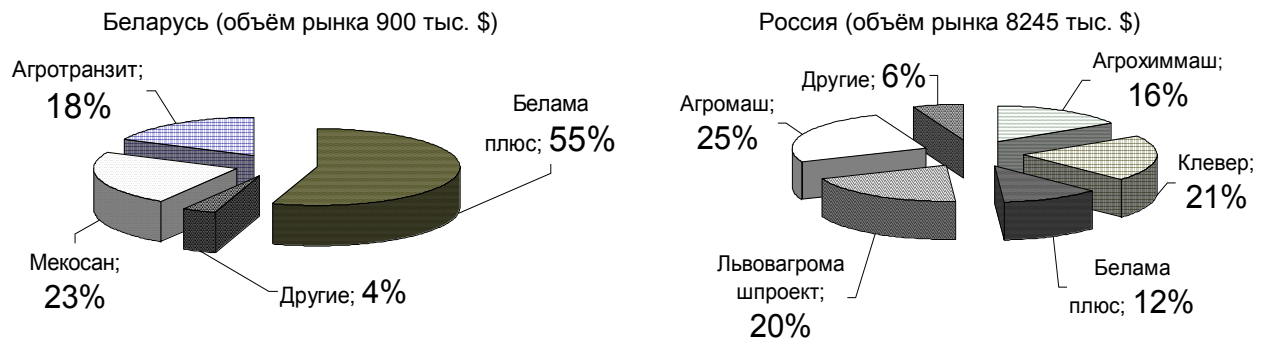 Беларусь (объём рынка 900 тыс. $)
Агротранзит;
18%
Белама
плюс; 55%
Мекосан;
23%
Другие; 4%
Россия (объём рынка 8245 тыс. $)
Другие; 6%
Агрохиммаш;
16%
Агромаш;
25%
Клевер;
21%
Львовагрома
шпроект;
20%
Белама
плюс; 12%